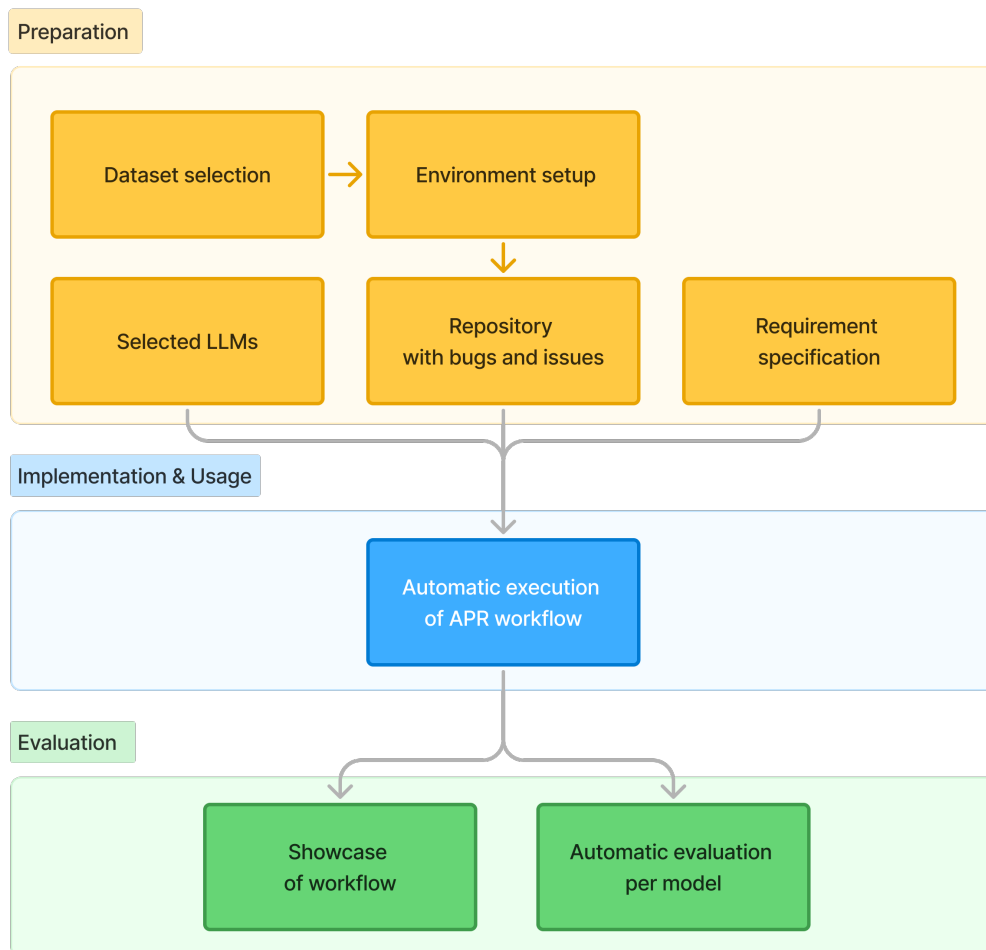 Preparation
Dataset selection
Environment setup
Selected LLMs
Repository
with bugs and issues
Requirement
specification
Implementation & Usage
Automatic execution
of APR workflow
Evaluation
Showcase
of workflow
Automatic evaluation
per model